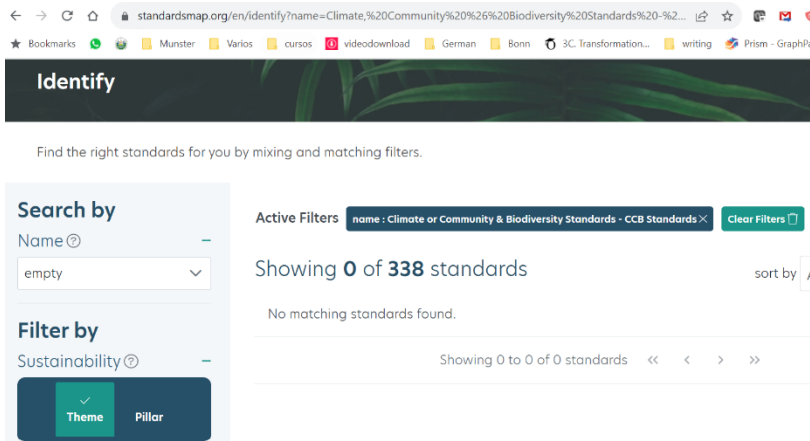 standardsmap.org/en/identify?name=Climate,%20Community%20%26%20Biodiversity%20Standards%20-%2...
Bookmarks Munster Varios cursos videodownload German Bonn 3C. Transformation... writing Prism - GraphPa
Identify
Find the right standards for you by mixing and matching filters.
Search by
Name
empty
Filter by
Sustainability
Theme Pillar
Active Filters name : Climate or Community & Biodiversity Standards - CCB Standards Clear Filters
Showing 0 of 338 standards
sort by
No matching standards found.
Showing 0 to 0 of 0 standards << < > >>